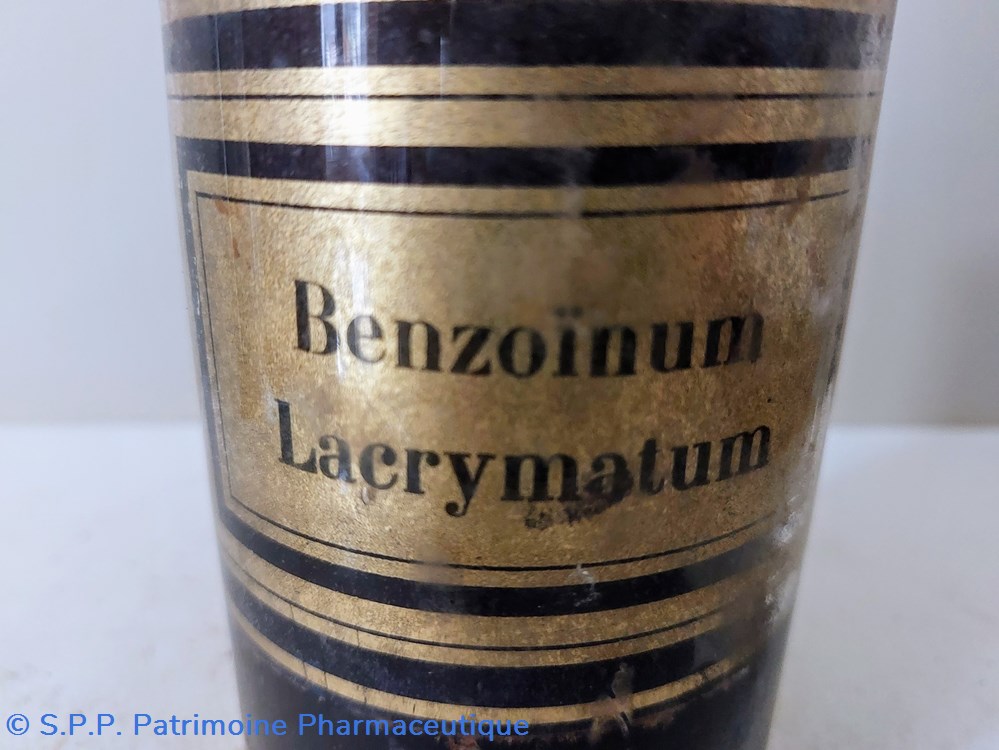 Benzoïnum
Lacrymatum
© S.P.P. Patrimoine Pharmaceutique